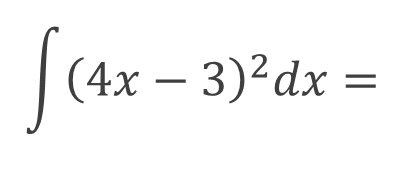 ∫(4x − 3)²dx =